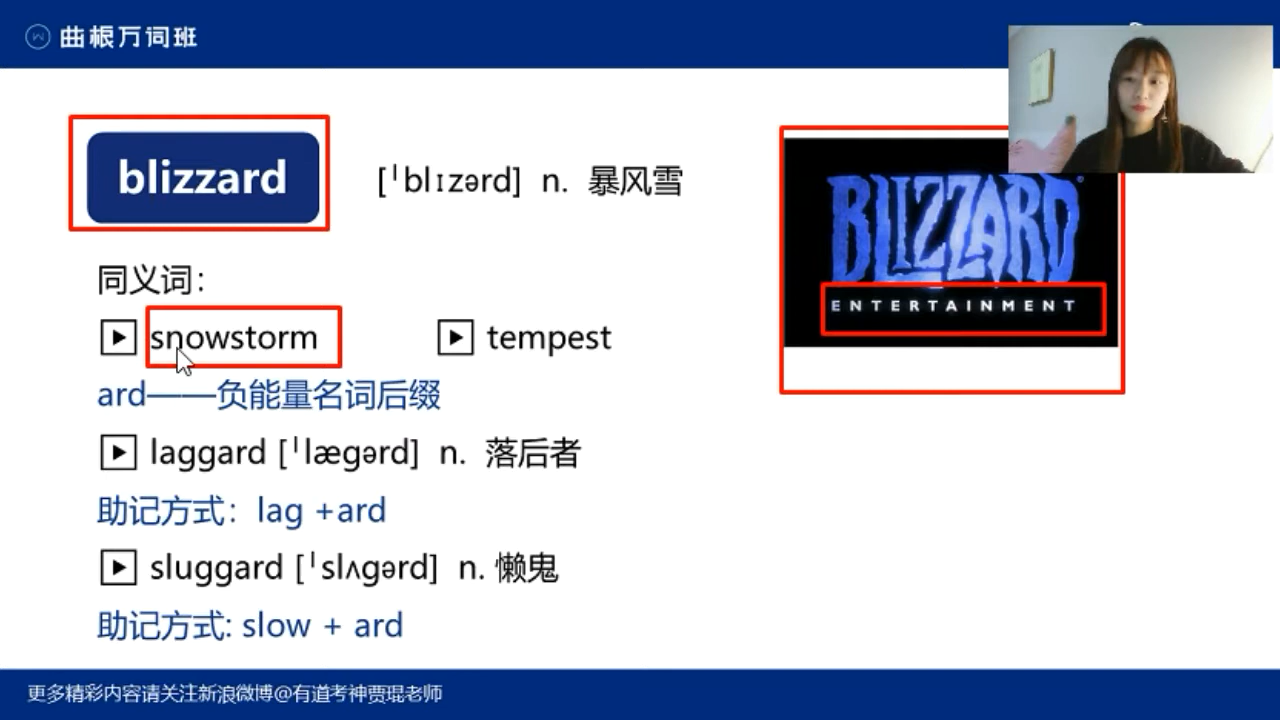 曲根万词班
blizzard
[ˈblɪzərd] n. 暴风雪
同义词：
snowstorm
tempest
ard——负能量名词后缀
laggard [ˈlægərd] n. 落后者
助记方式：lag +ard
sluggard [ˈslʌgərd] n. 懒鬼
助记方式: slow + ard
BLIZZARD
ENTERTAINMENT
更多精彩内容请关注新浪微博@有道考神贾琨老师